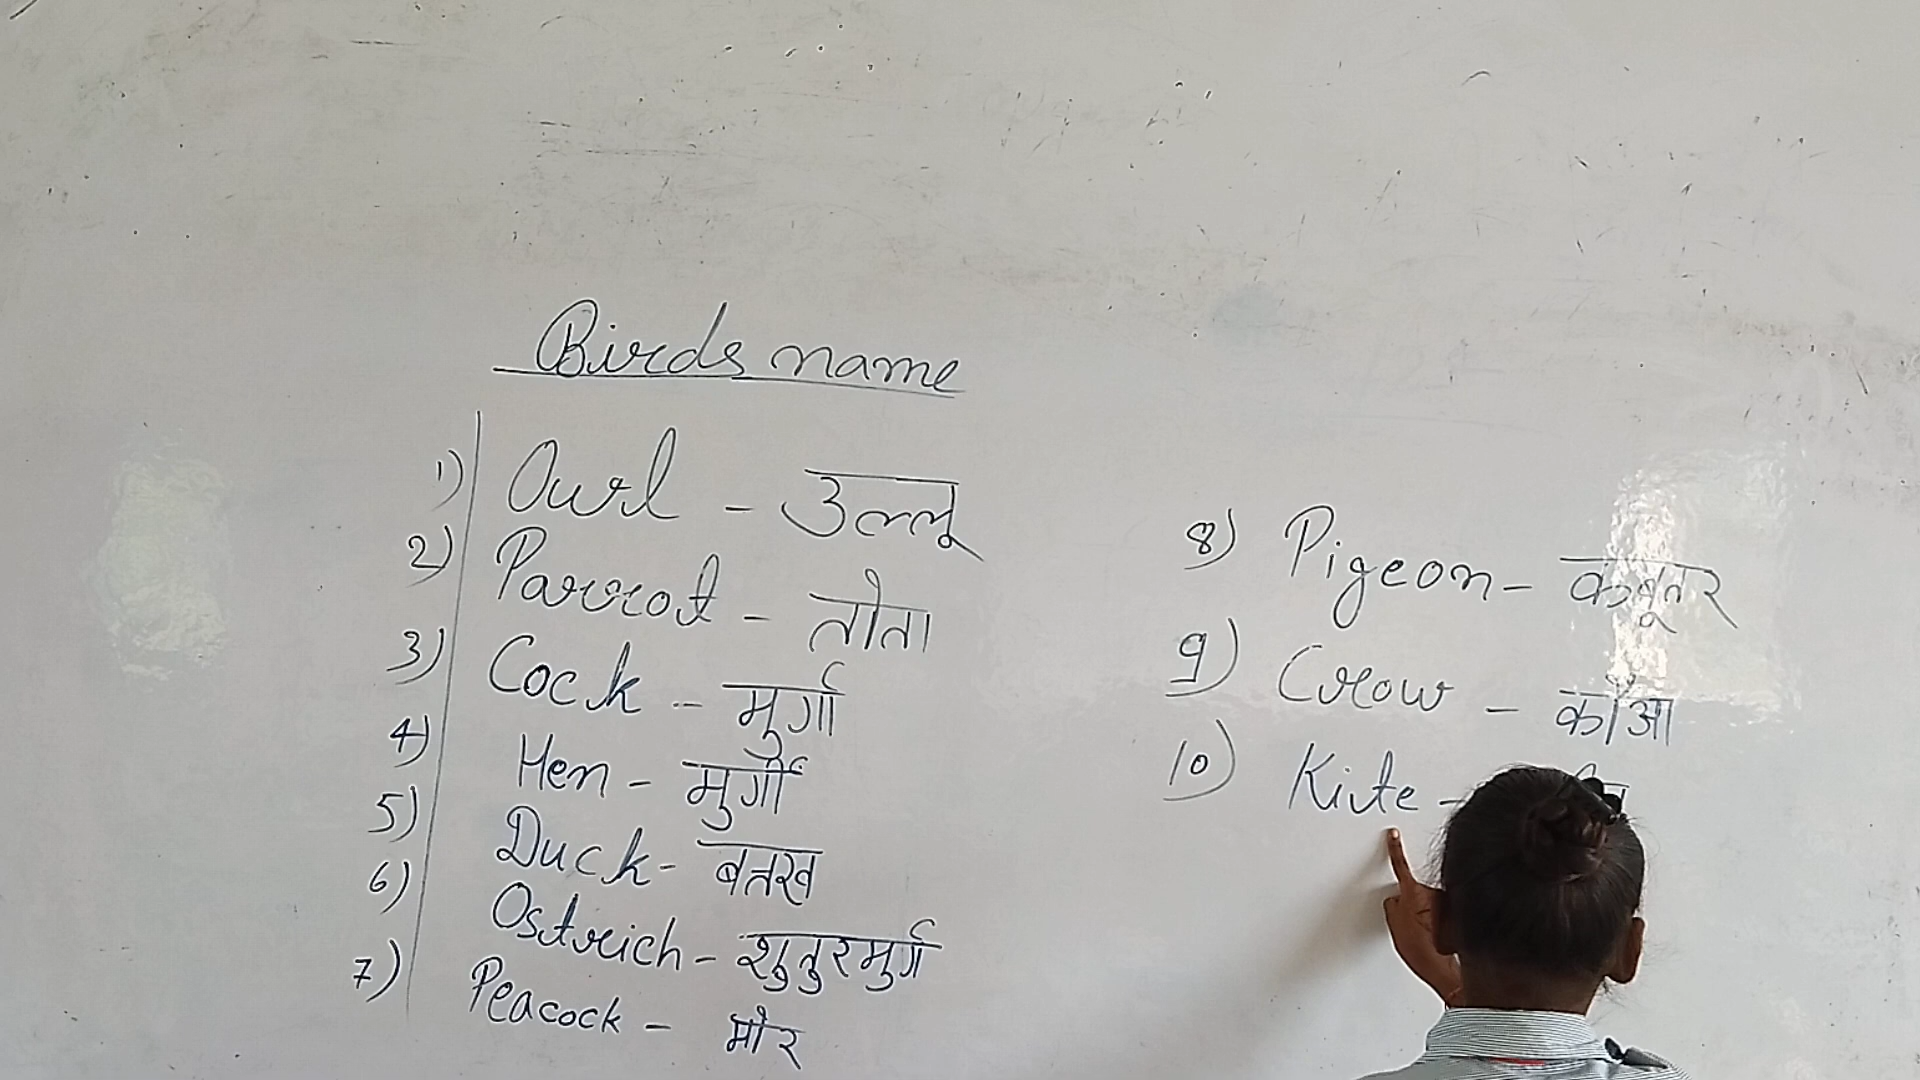 Birds name
1) Owl - उल्लू
2) Parrot - तोता
3) Cock - मुर्गा
4) Hen - मुर्गी
5) Duck - बतख
6) Ostrich - शुतुरमुर्ग
7) Peacock - मोर
8) Pigeon - कबूतर
9) Crow - कौआ
10) Kite -